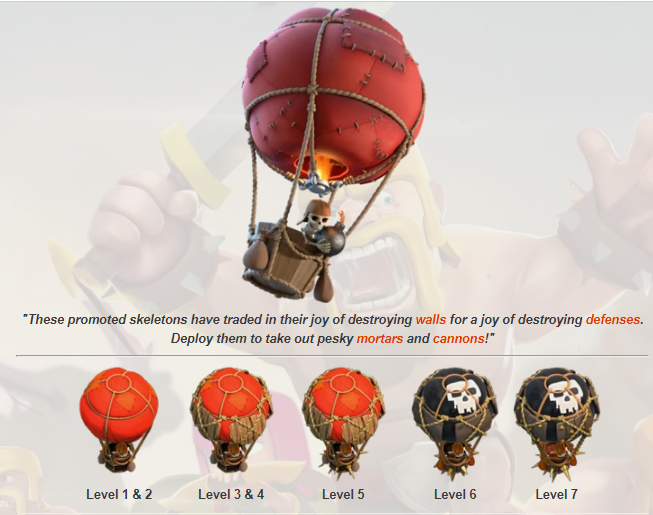 "These promoted skeletons have traded in their joy of destroying walls for a joy of destroying defenses.
Deploy them to take out pesky mortars and cannons!"
Level 1 & 2 Level 3 & 4 Level 5 Level 6 Level 7